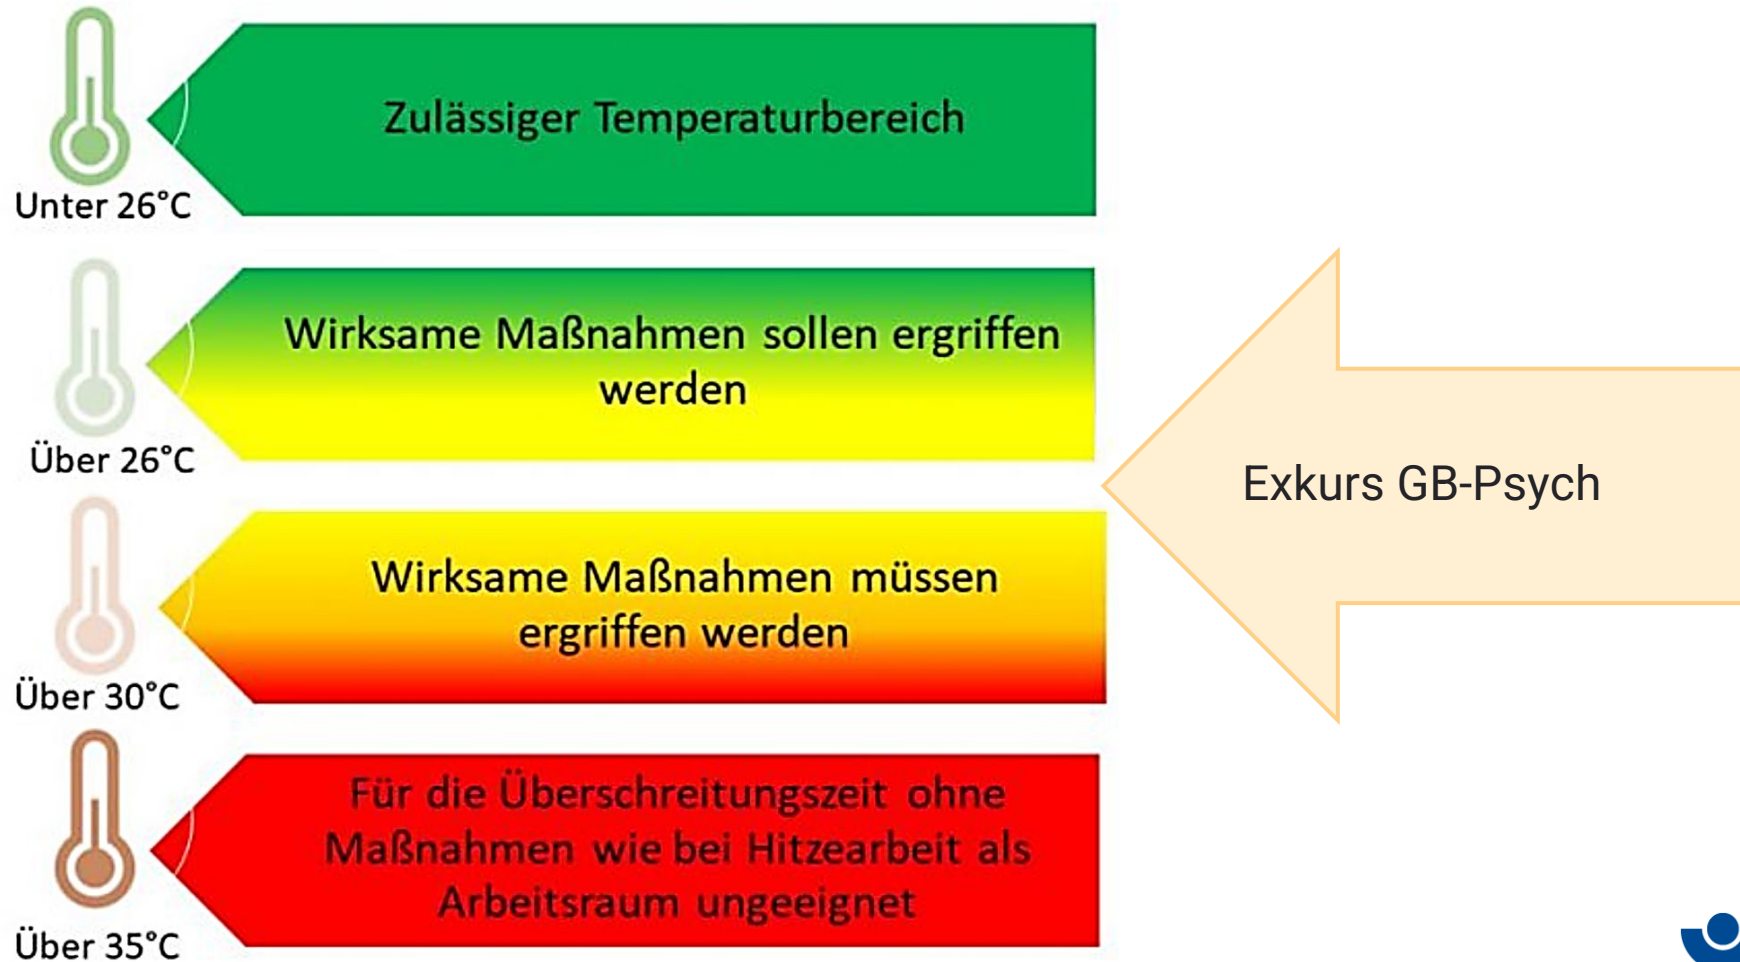 Zulässiger Temperaturbereich
Unter 26°C
Wirksame Maßnahmen sollen ergriffen
werden
Über 26°C
Exkurs GB-Psych
Wirksame Maßnahmen müssen
ergriffen werden
Über 30°C
Für die Überschreitungszeit ohne
Maßnahmen wie bei Hitzearbeit als
Arbeitsraum ungeeignet
Über 35°C